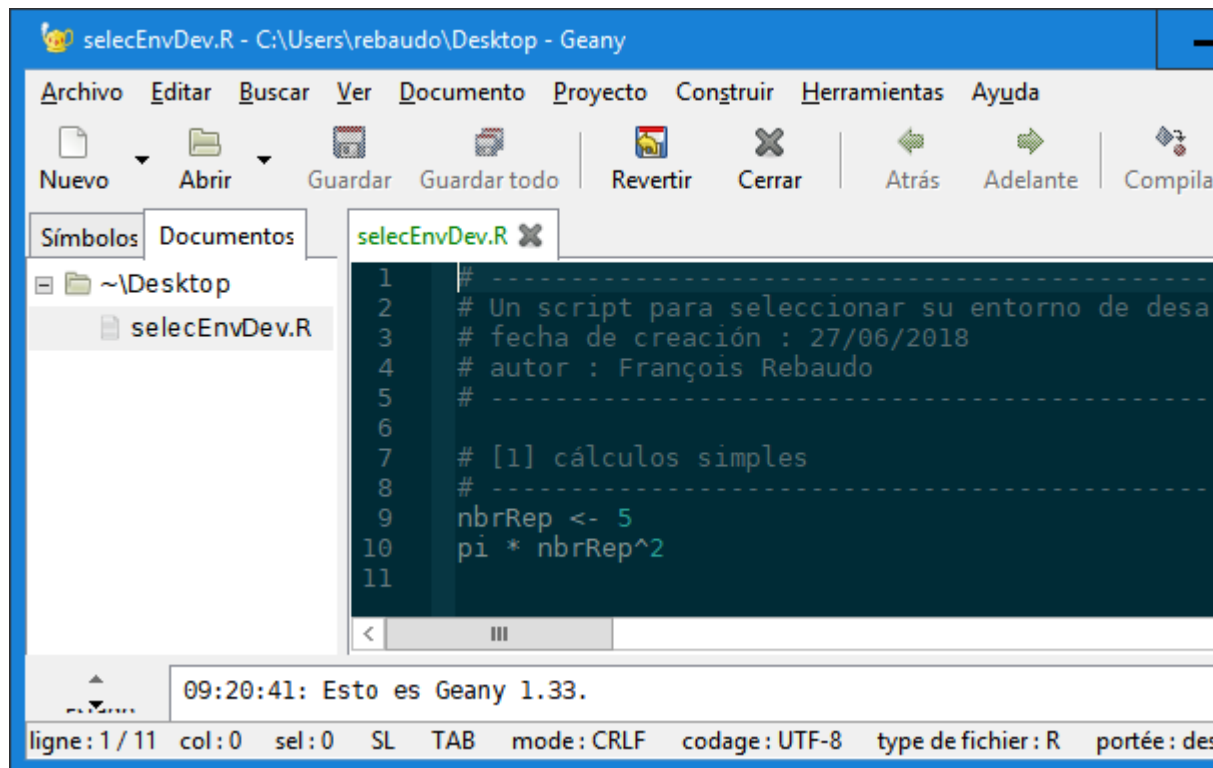 selecEnvDev.R - C:\Users\rebaudo\Desktop - Geany
Archivo Editar Buscar Ver Documento Proyecto Construir Herramientas Ayuda
Nuevo Abrir Guardar Guardar todo Revertir Cerrar Atrás Adelante Compila
Símbolos Documentos selecEnvDev.R
~\Desktop
selecEnvDev.R
1 # ----------------------------------------------
2 # Un script para seleccionar su entorno de desa
3 # fecha de creación : 27/06/2018
4 # autor : François Rebaudo
5 # ----------------------------------------------
6
7 # [1] cálculos simples
8 # ----------------------------------------------
9 nbrRep <- 5
10 pi * nbrRep^2
11
09:20:41: Esto es Geany 1.33.
ligne : 1 / 11 col : 0 sel : 0 SL TAB mode : CRLF codage : UTF-8 type de fichier : R portée : des